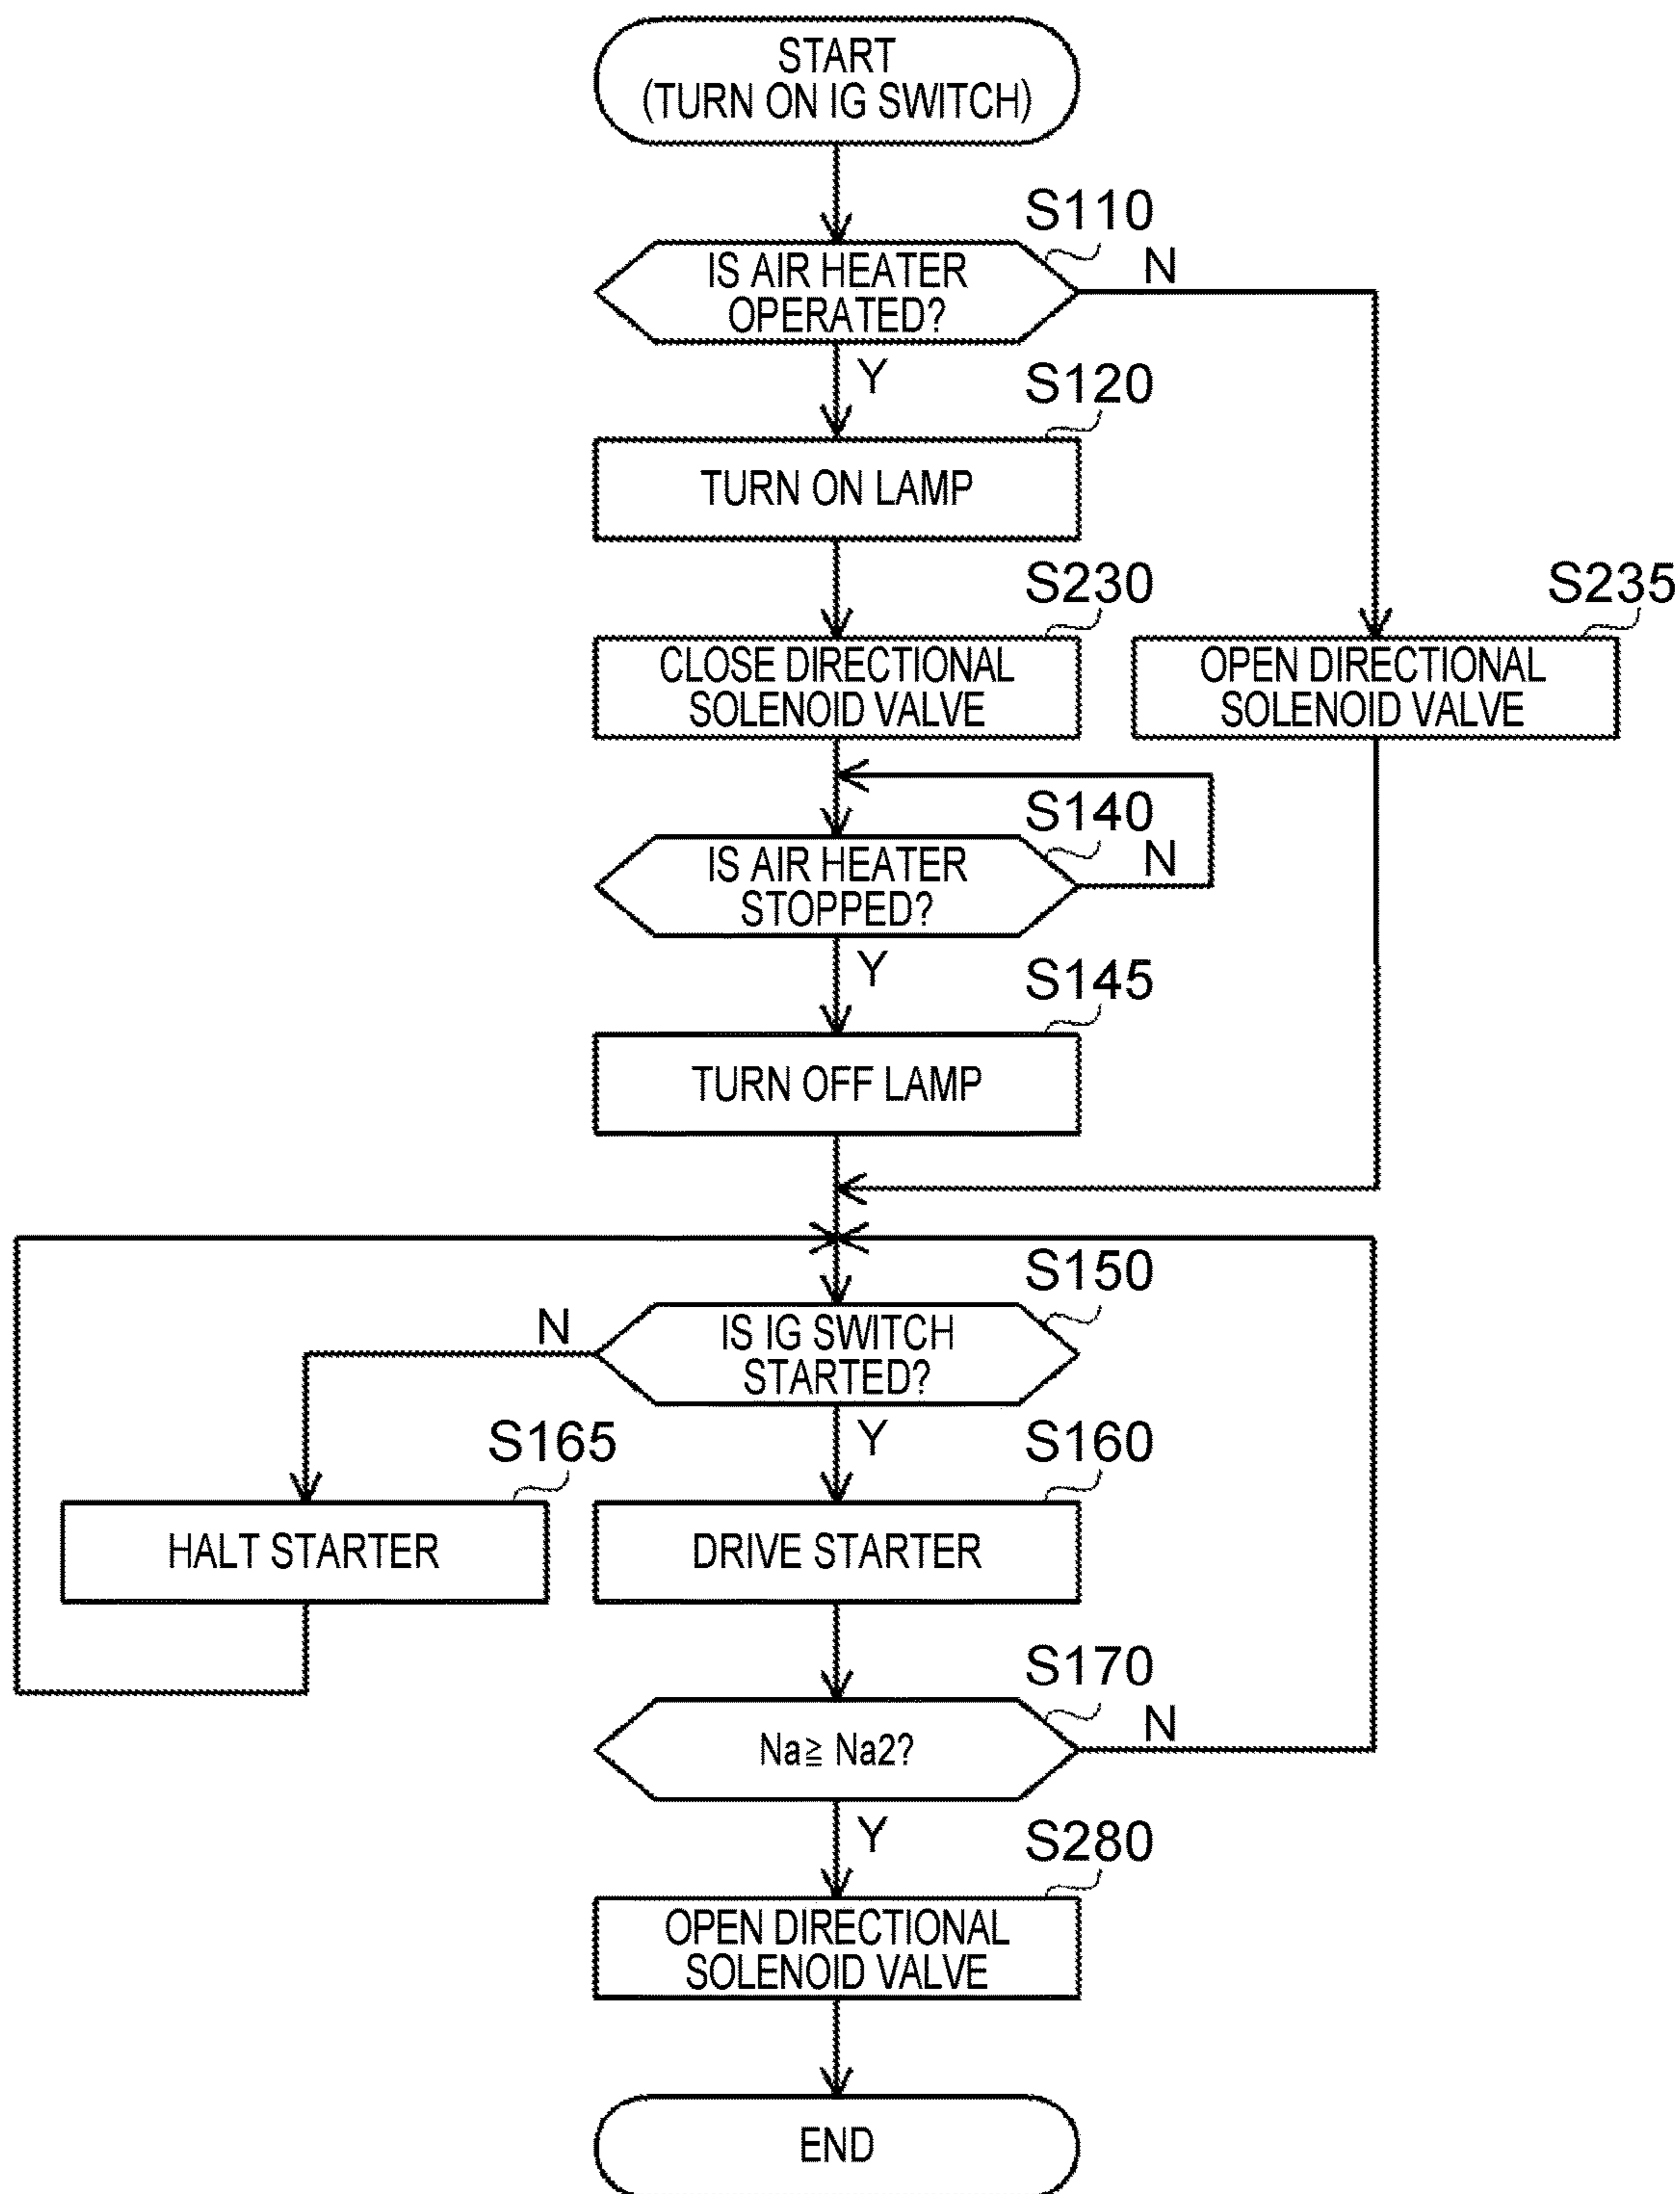 START
(TURN ON IG SWITCH)
S110
IS AIR HEATER
OPERATED?
N
Y
S120
TURN ON LAMP
S230
CLOSE DIRECTIONAL
SOLENOID VALVE
S235
OPEN DIRECTIONAL
SOLENOID VALVE
S140
IS AIR HEATER
STOPPED?
N
Y
S145
TURN OFF LAMP
S150
IS IG SWITCH
STARTED?
N
Y
S165
HALT STARTER
S160
DRIVE STARTER
S170
Na≧ Na2?
N
Y
S280
OPEN DIRECTIONAL
SOLENOID VALVE
END